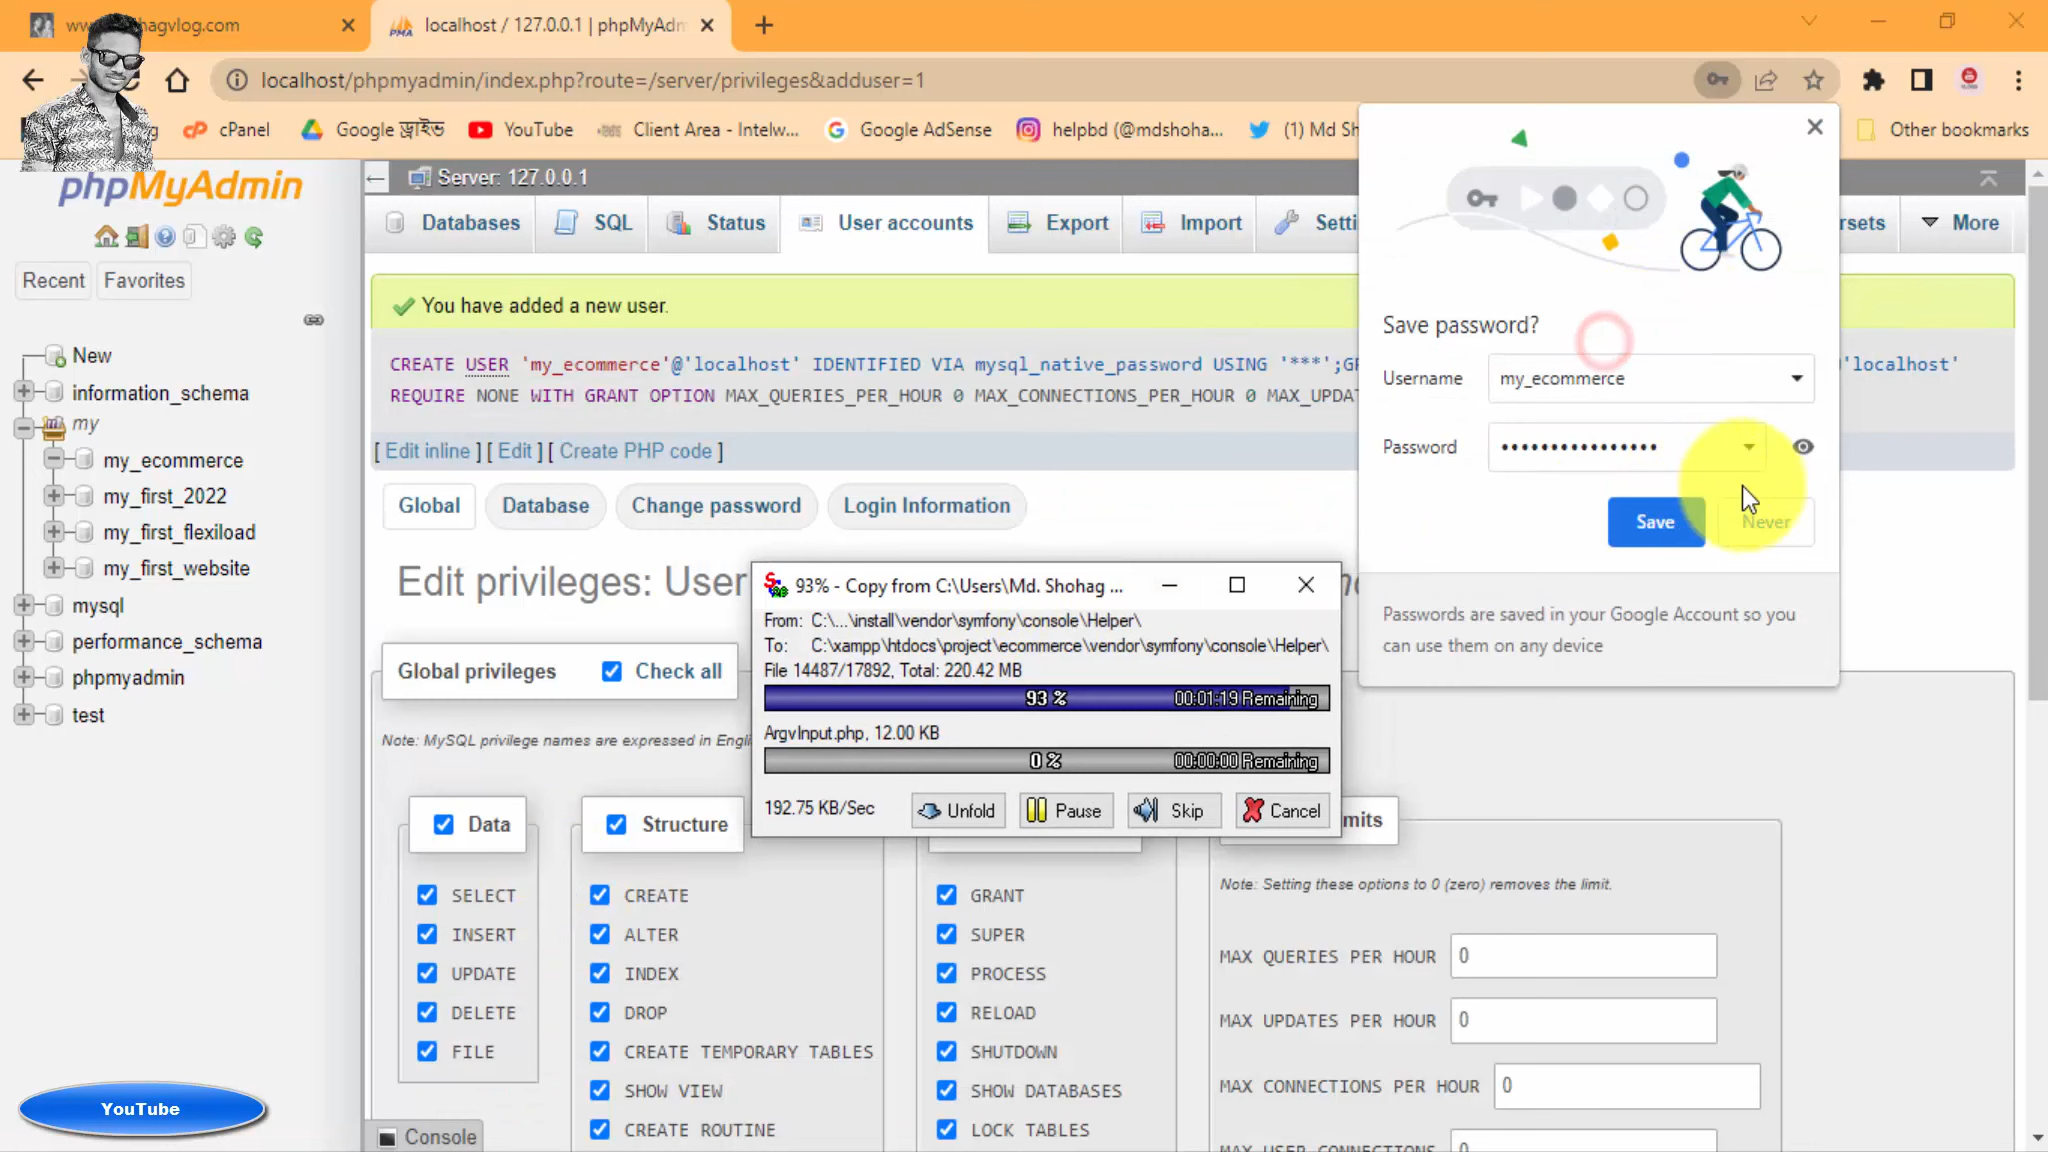 hagvlog.com
localhost / 127.0.0.1 | phpMyAdm
localhost/phpmyadmin/index.php?route=/server/privileges&adduser=1
cPanel
Google ড্রাইভ
YouTube
Client Area - Intelw...
Google AdSense
helpbd (@mdshoha...
(1) Md Sh
Other bookmarks
phpMyAdmin
Recent
Favorites
New
information_schema
my
my_ecommerce
my_first_2022
my_first_flexiload
my_first_website
mysql
performance_schema
phpmyadmin
test
YouTube
Server: 127.0.0.1
Databases
SQL
Status
User accounts
Export
Import
Setti
rsets
More
You have added a new user.
CREATE USER 'my_ecommerce'@'localhost' IDENTIFIED VIA mysql_native_password USING '***';GR
'localhost'
REQUIRE NONE WITH GRANT OPTION MAX_QUERIES_PER_HOUR 0 MAX_CONNECTIONS_PER_HOUR 0 MAX_UPDAT
[ Edit inline ] [ Edit ] [ Create PHP code ]
Global
Database
Change password
Login Information
Edit privileges: User
Global privileges
Check all
Note: MySQL privilege names are expressed in Engli
Data
SELECT
INSERT
UPDATE
DELETE
FILE
Structure
CREATE
ALTER
INDEX
DROP
CREATE TEMPORARY TABLES
SHOW VIEW
CREATE ROUTINE
GRANT
SUPER
PROCESS
RELOAD
SHUTDOWN
SHOW DATABASES
LOCK TABLES
mits
Note: Setting these options to 0 (zero) removes the limit.
MAX QUERIES PER HOUR 0
MAX UPDATES PER HOUR 0
MAX CONNECTIONS PER HOUR 0
MAX USER CONNECTIONS
Console
93% - Copy from C:\Users\Md. Shohag ...
From: C:\...\install\vendor\symfony\console\Helper\
To: C:\xampp\htdocs\project\ecommerce\vendor\symfony\console\Helper\
File 14487/17892, Total: 220.42 MB
93 %
00:01:19 Remaining
ArgvInput.php, 12.00 KB
0 %
00:00:00 Remaining
192.75 KB/Sec
Unfold
Pause
Skip
Cancel
Save password?
Username my_ecommerce
Password ••••••••••••••••
Save
Never
Passwords are saved in your Google Account so you
can use them on any device